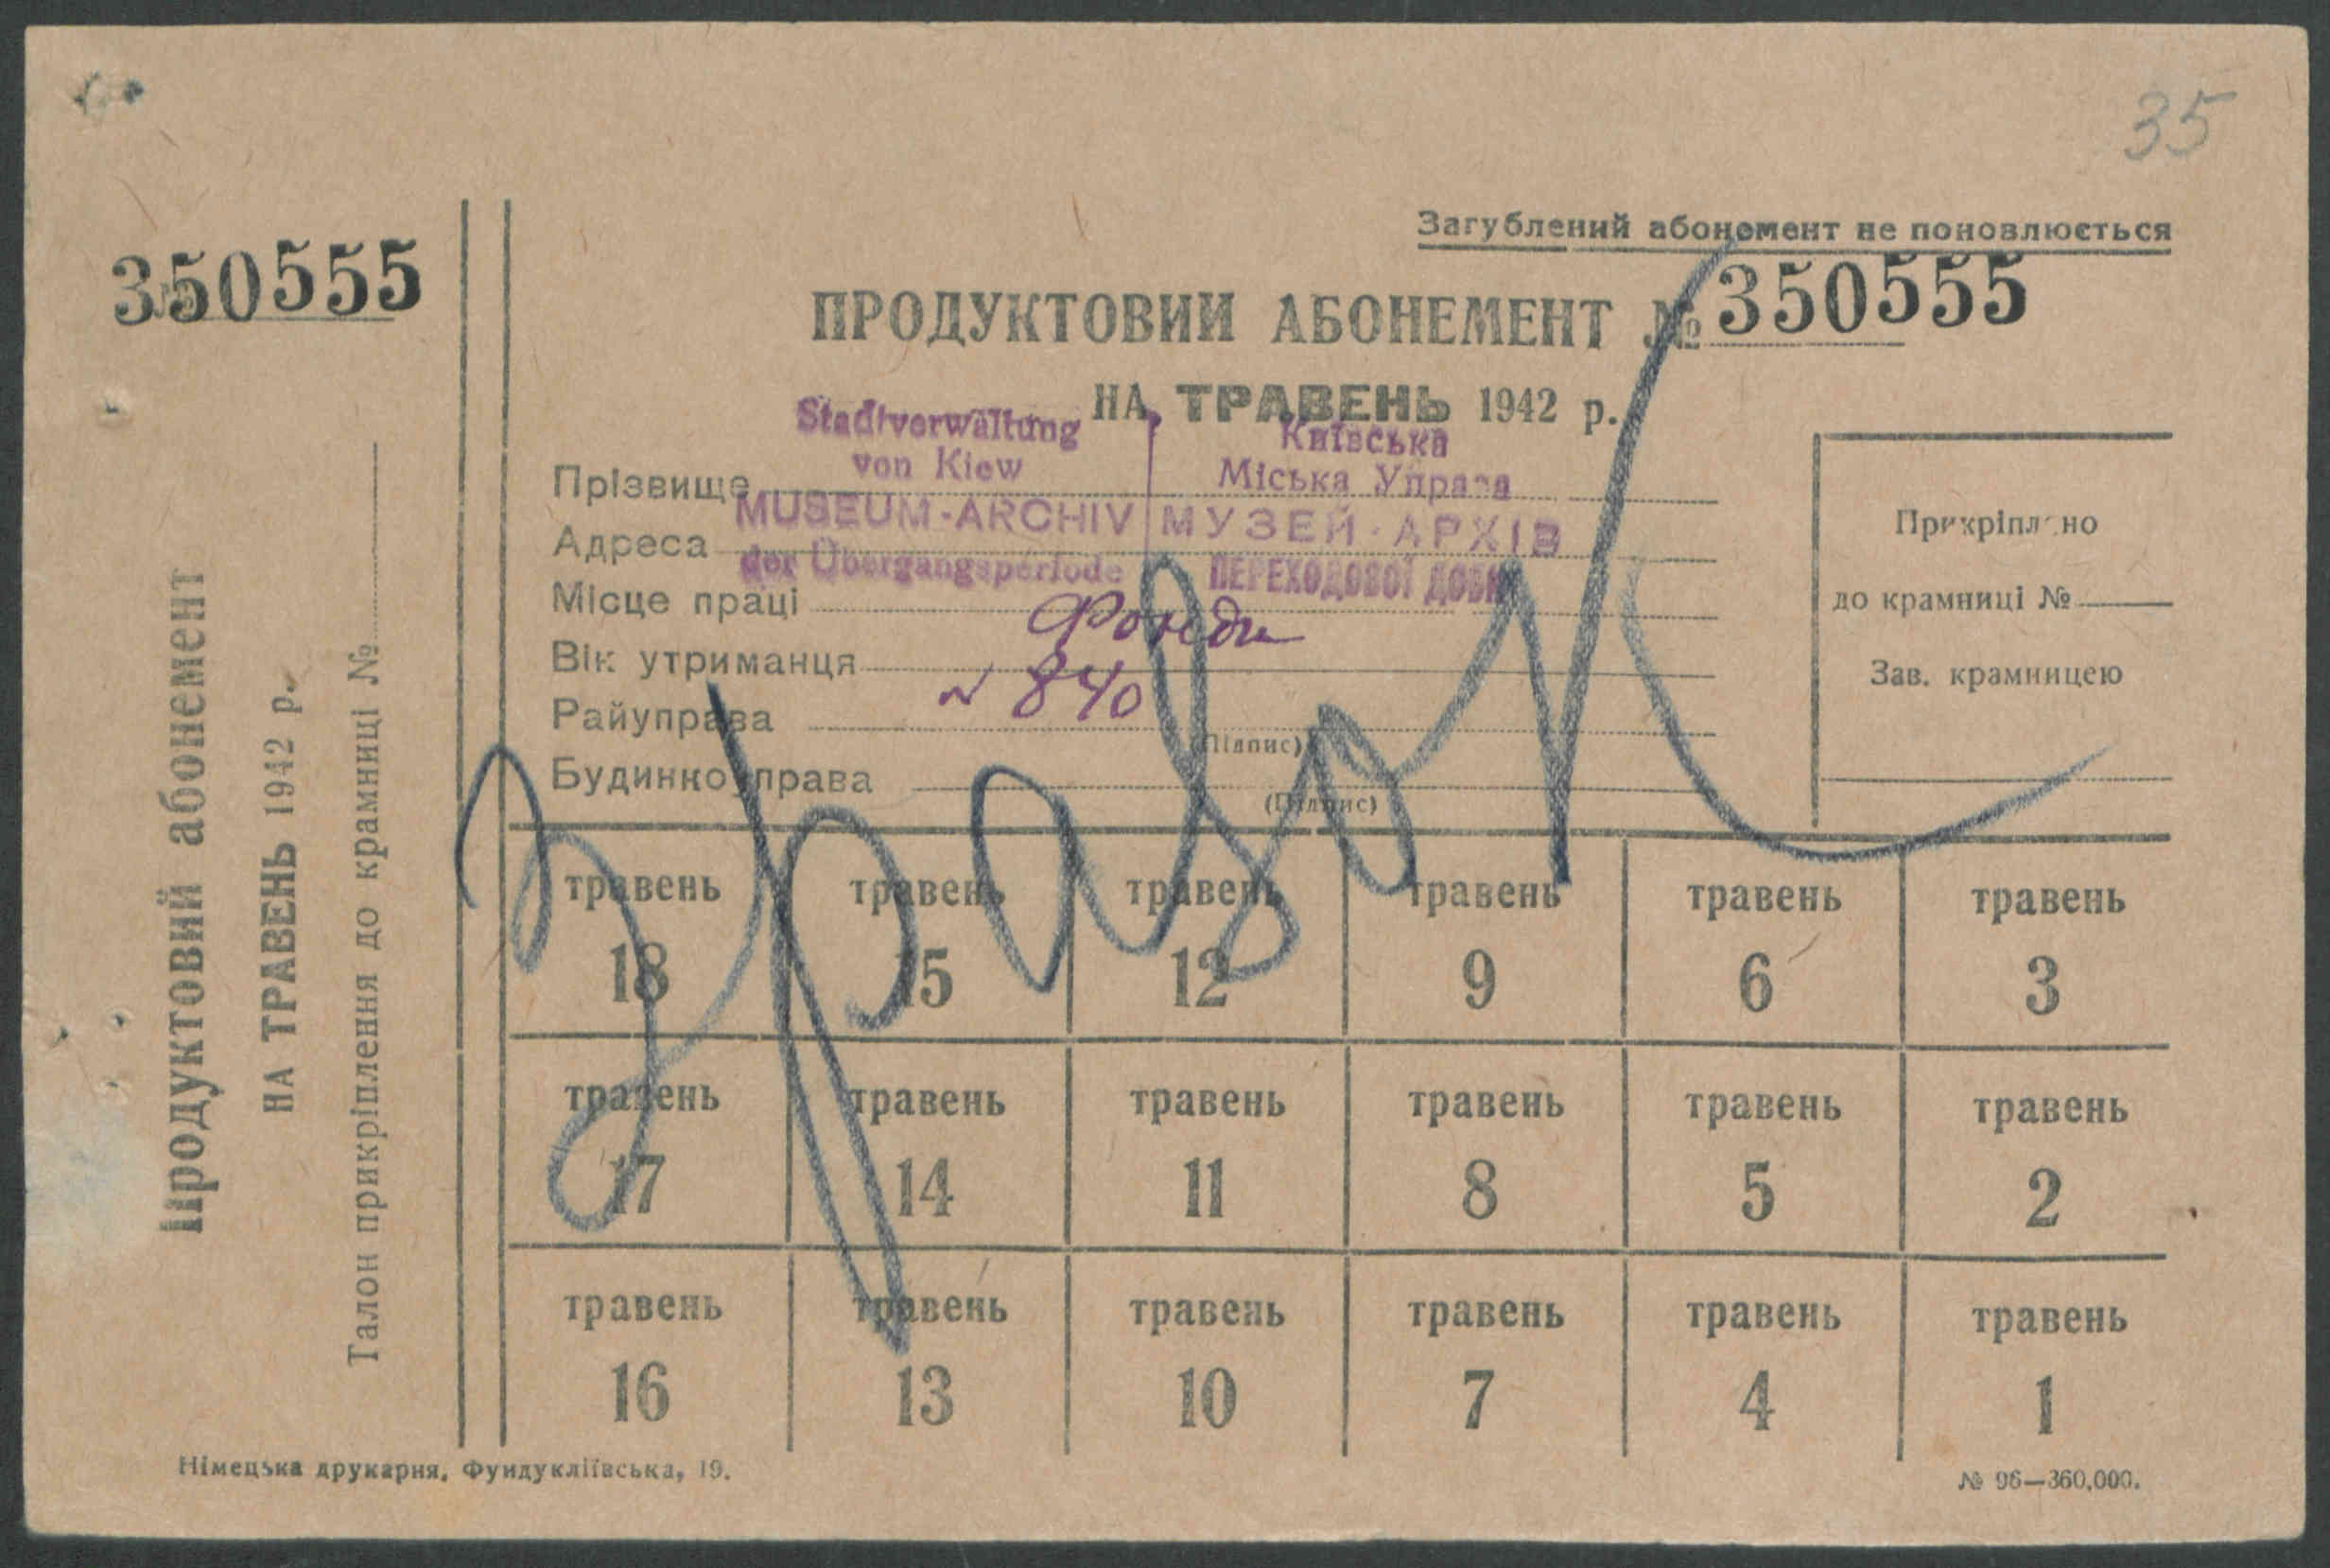 35
350555
Продуктовий абонемент
НА ТРАВЕНЬ 1942 р.
Талон прикріплення до крамниці №
Загублений абонемент не поновлюється
ПРОДУКТОВИЙ АБОНЕМЕНТ № 350555
НА ТРАВЕНЬ 1942 р.
Stadtverwaltung
von Kiew
MUSEUM-ARCHIV
der Übergangsperiode
Київська
Міська Управа
МУЗЕЙ-АРХІВ
ПЕРЕХОДОВОЇ ДОБИ
Фонди
N 840
Прізвище
Адреса
Місце праці
Вік утриманця
Райуправа
(Підпис)
Будинкоуправа
(Підпис)
Прикріплено
до крамниці №
Зав. крамницею
Зразок
травень травень травень травень травень травень
18 15 12 9 6 3
травень травень травень травень травень травень
17 14 11 8 5 2
травень травень травень травень травень травень
16 13 10 7 4 1
Німецька друкарня, Фундукліївська, 19.
№ 96—360,000.